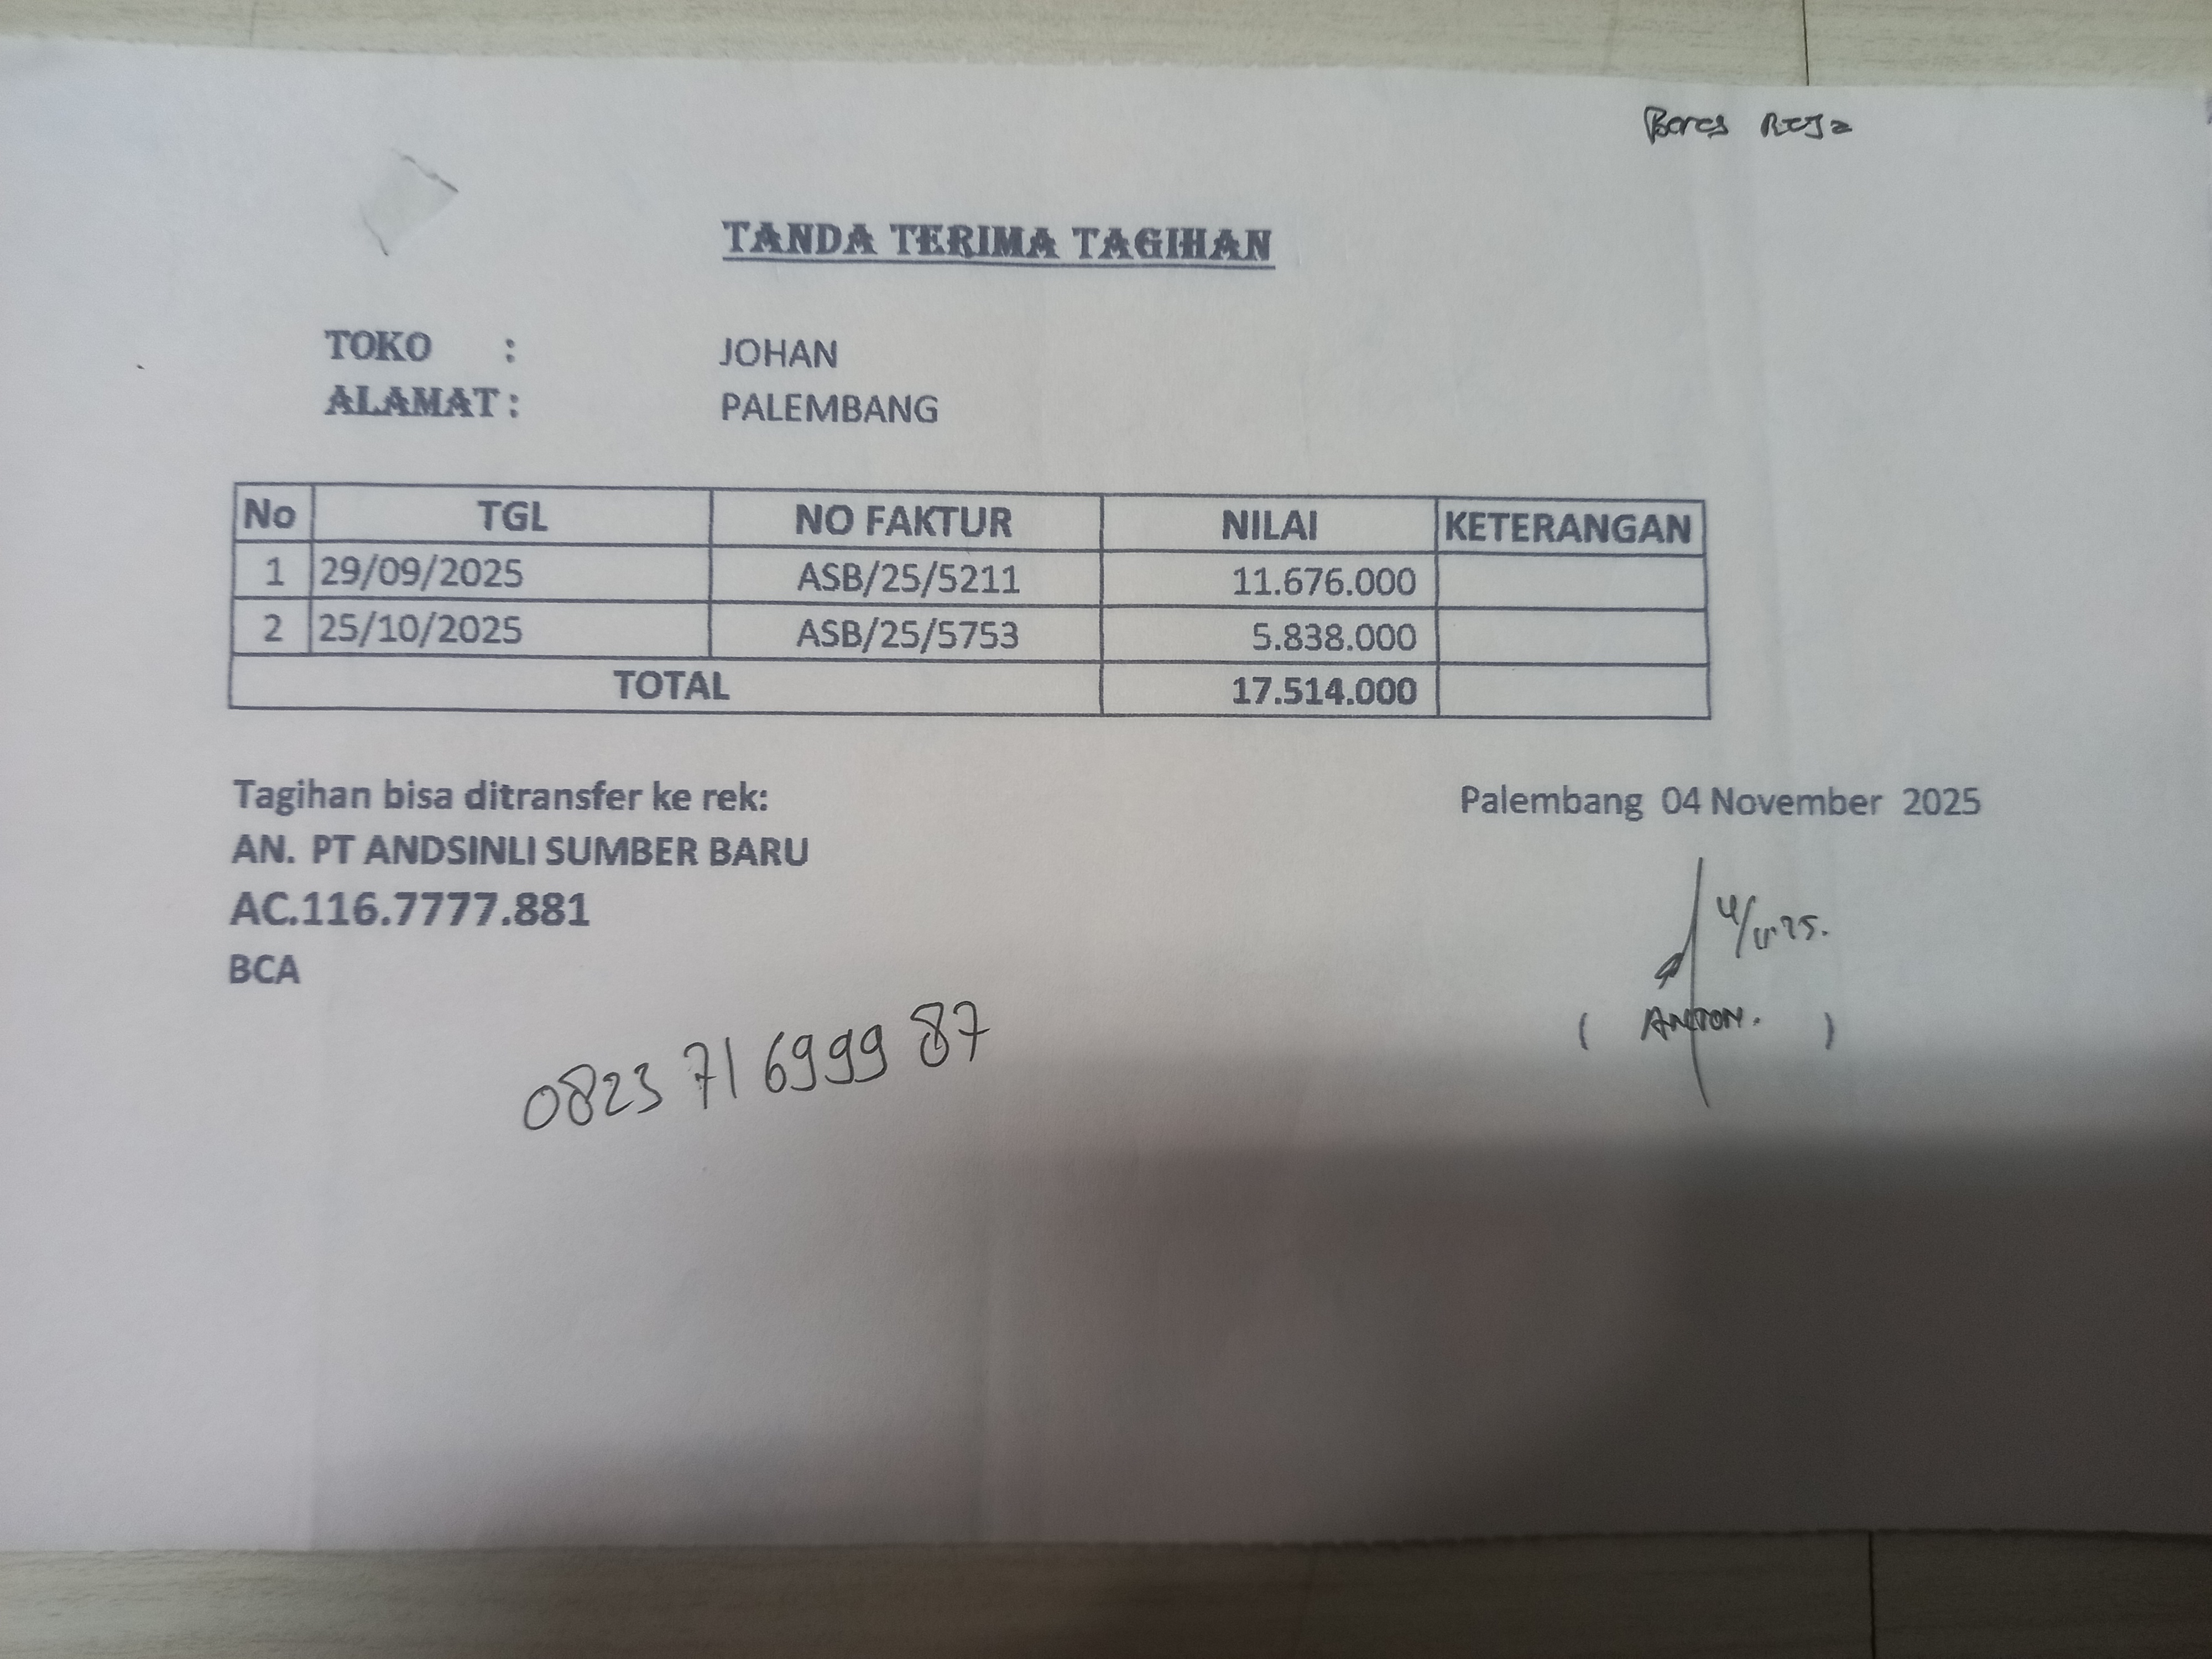 TANDA TERIMA TAGIHAN
TOKO : JOHAN
ALAMAT : PALEMBANG
No TGL NO FAKTUR NILAI KETERANGAN
1 29/09/2025 ASB/25/5211 11.676.000
2 25/10/2025 ASB/25/5753 5.838.000
TOTAL 17.514.000
Tagihan bisa ditransfer ke rek:
AN. PT ANDSINLI SUMBER BARU
AC.116.7777.881
BCA
Palembang 04 November 2025
( ANTON. )
0823 71 6999 87